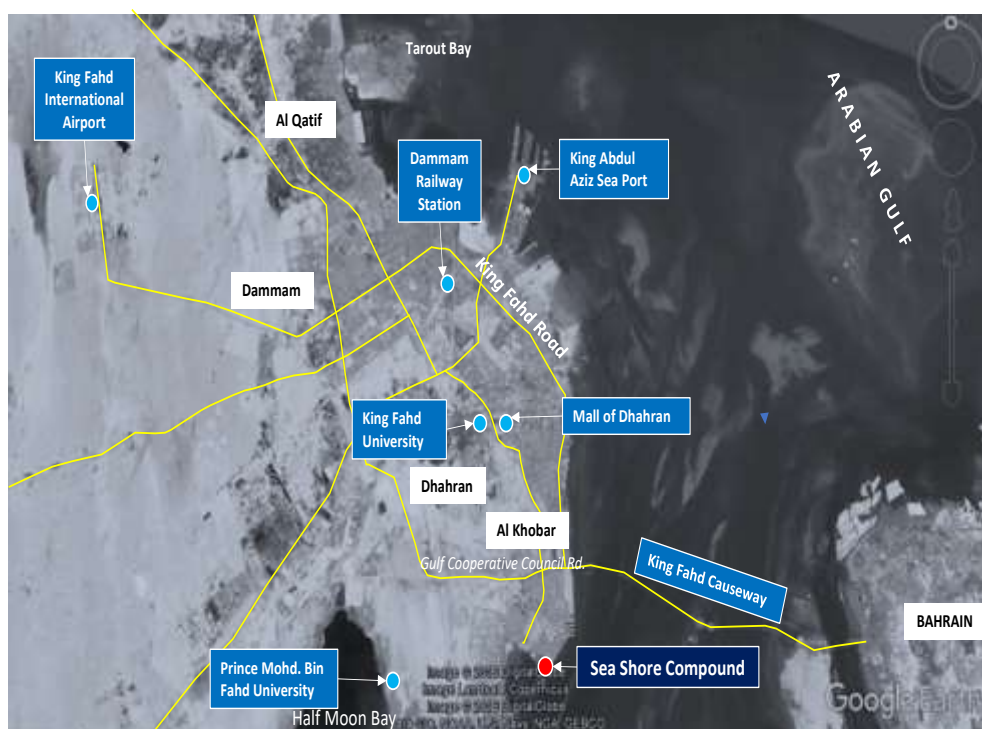 Tarout Bay
King Fahd
International
Airport
ARABIAN GULF
Al Qatif
Dammam
Railway
Station
King Abdul
Aziz Sea Port
King Fahd Road
Dammam
King Fahd
University
Mall of Dhahran
Dhahran
Al Khobar
Gulf Cooperative Council Rd.
King Fahd Causeway
BAHRAIN
Prince Mohd. Bin
Fahd University
Sea Shore Compound
Half Moon Bay
Google Earth